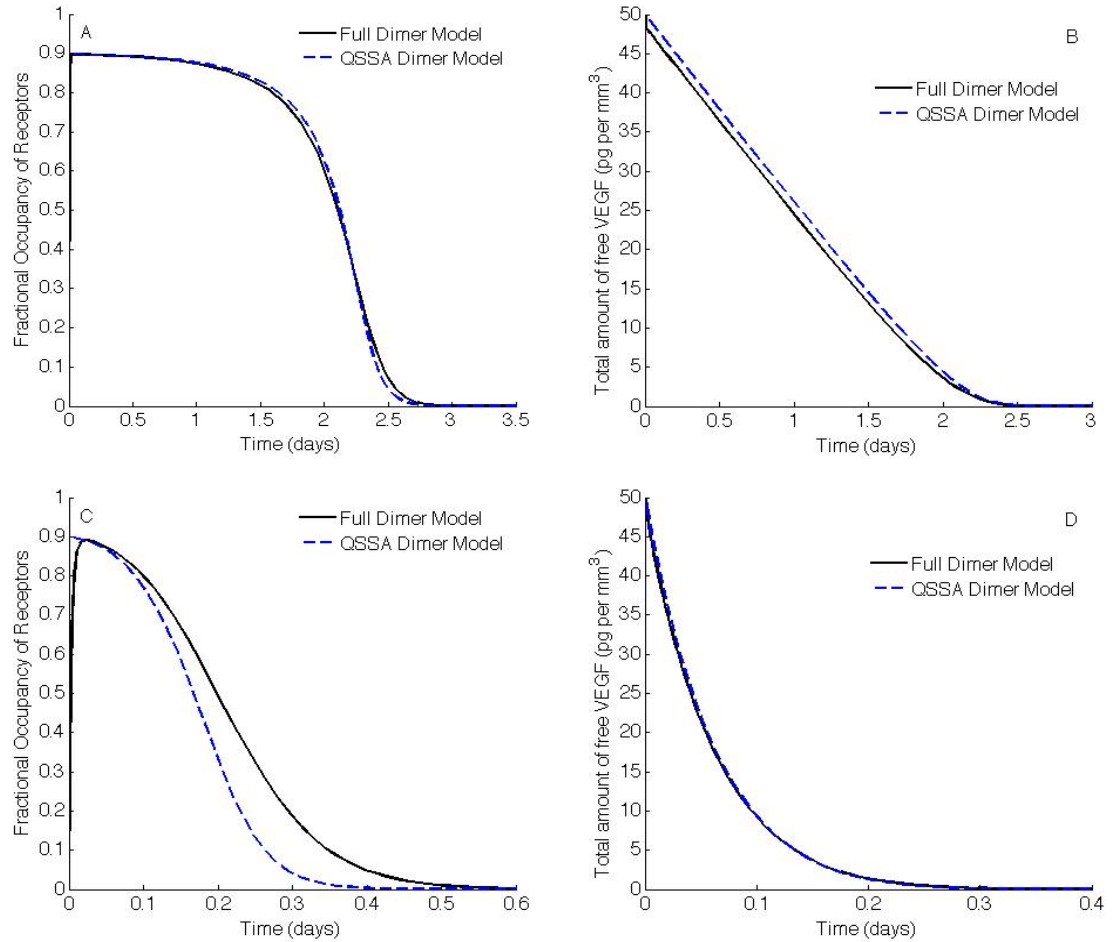 A
Full Dimer Model
QSSA Dimer Model
Fractional Occupancy of Receptors
1
0.9
0.8
0.7
0.6
0.5
0.4
0.3
0.2
0.1
0
0 0.5 1 1.5 2 2.5 3 3.5
Time (days)
B
Full Dimer Model
QSSA Dimer Model
Total amount of free VEGF (pg per mm³)
50
45
40
35
30
25
20
15
10
5
0
0 0.5 1 1.5 2 2.5 3
Time (days)
C
Full Dimer Model
QSSA Dimer Model
Fractional Occupancy of Receptors
1
0.9
0.8
0.7
0.6
0.5
0.4
0.3
0.2
0.1
0
0 0.1 0.2 0.3 0.4 0.5 0.6
Time (days)
D
Full Dimer Model
QSSA Dimer Model
Total amount of free VEGF (pg per mm³)
50
45
40
35
30
25
20
15
10
5
0
0 0.1 0.2 0.3 0.4
Time (days)